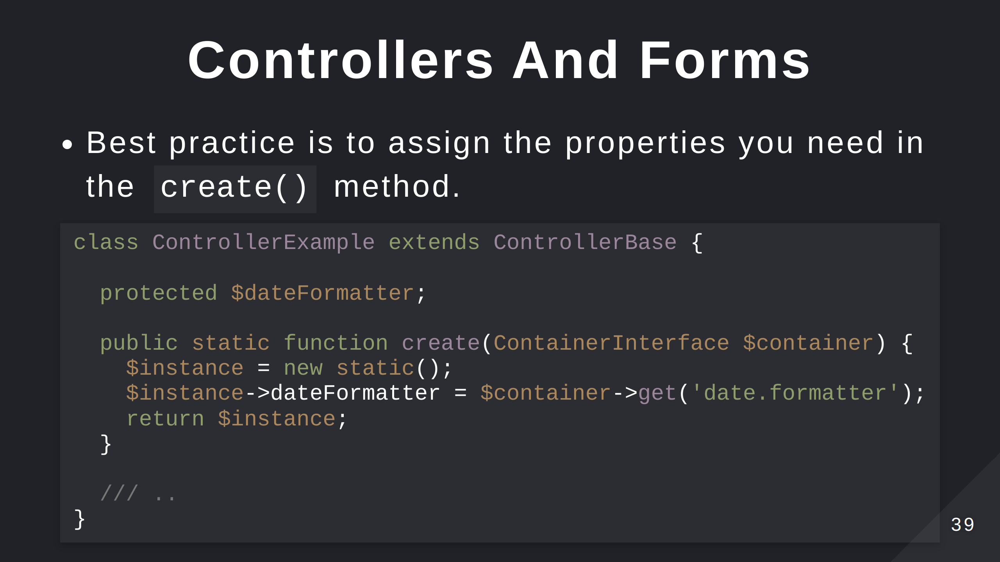 Controllers And Forms
• Best practice is to assign the properties you need in
the create() method.
class ControllerExample extends ControllerBase {

  protected $dateFormatter;

  public static function create(ContainerInterface $container) {
    $instance = new static();
    $instance->dateFormatter = $container->get('date.formatter');
    return $instance;
  }

  /// ..
}
39